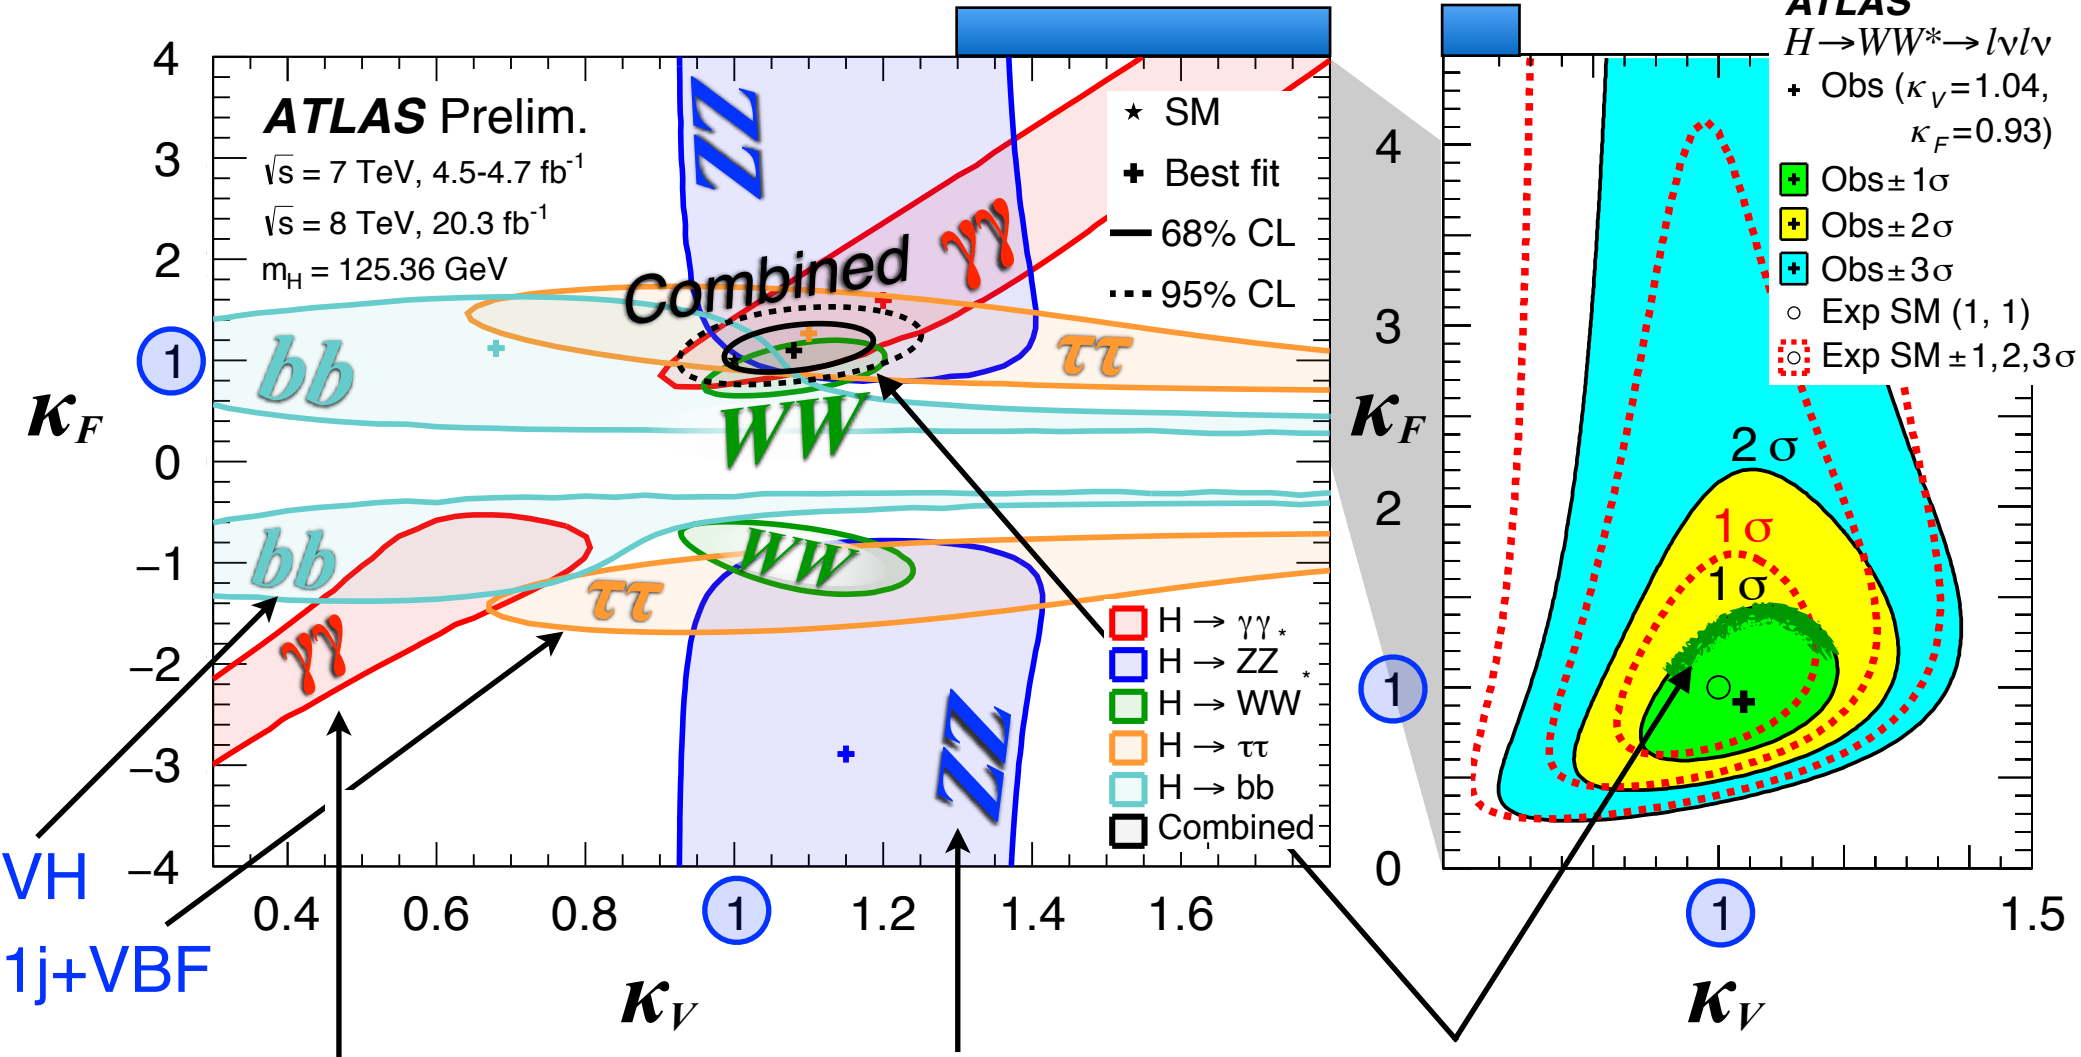 ATLAS Prelim.
√s = 7 TeV, 4.5-4.7 fb⁻¹
√s = 8 TeV, 20.3 fb⁻¹
m_H = 125.36 GeV
4
3
2
1
0
−1
−2
−3
−4
κ_F
ZZ
γγ
Combined
bb
ττ
WW
bb
γγ
ττ
WW
ZZ
★ SM
+ Best fit
68% CL
95% CL
H → γγ
H → ZZ*
H → WW*
H → ττ
H → bb
Combined
0.4 0.6 0.8 1 1.2 1.4 1.6
κ_V
VH
1j+VBF
ATLAS
H→WW*→lνlν
+ Obs (κ_V=1.04,
κ_F=0.93)
Obs ± 1σ
Obs ± 2σ
Obs ± 3σ
Exp SM (1, 1)
Exp SM ± 1,2,3σ
4
3
κ_F
2
1
0
2σ
1σ
1σ
1 1.5
κ_V